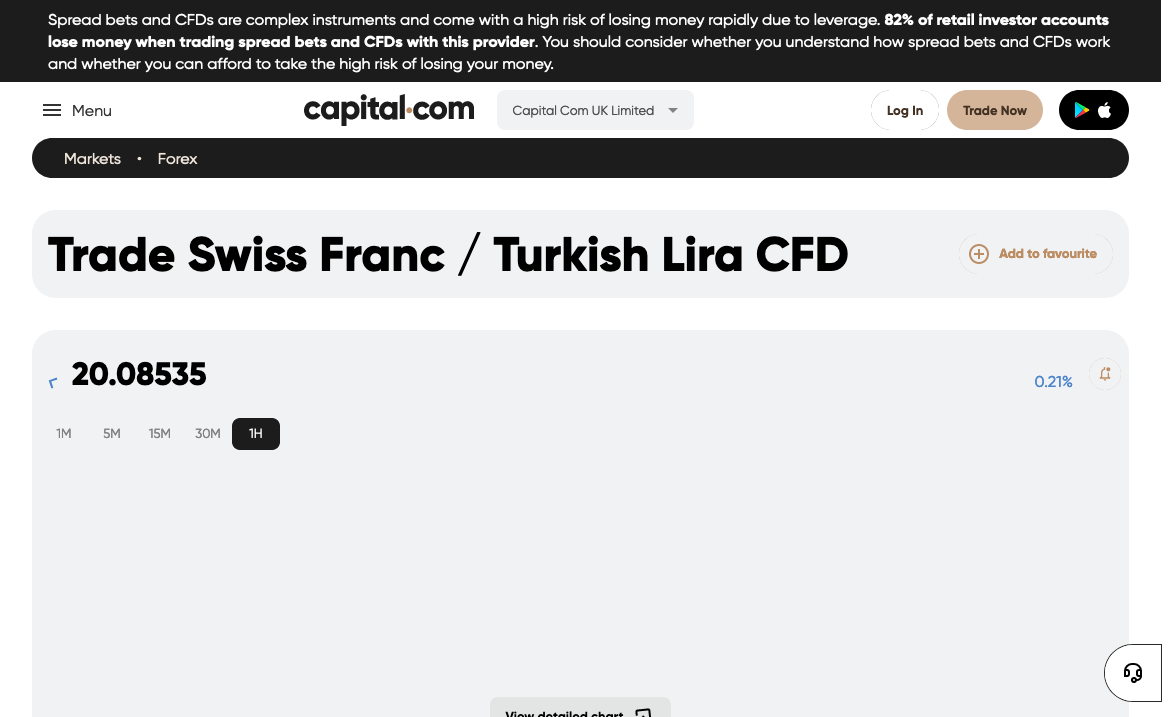 Spread bets and CFDs are complex instruments and come with a high risk of losing money rapidly due to leverage. 82% of retail investor accounts
lose money when trading spread bets and CFDs with this provider. You should consider whether you understand how spread bets and CFDs work
and whether you can afford to take the high risk of losing your money.
Menu
capital.com
Capital Com UK Limited
Log In
Trade Now
Markets • Forex
Trade Swiss Franc / Turkish Lira CFD
Add to favourite
20.08535
0.21%
1M 5M 15M 30M 1H
View detailed chart